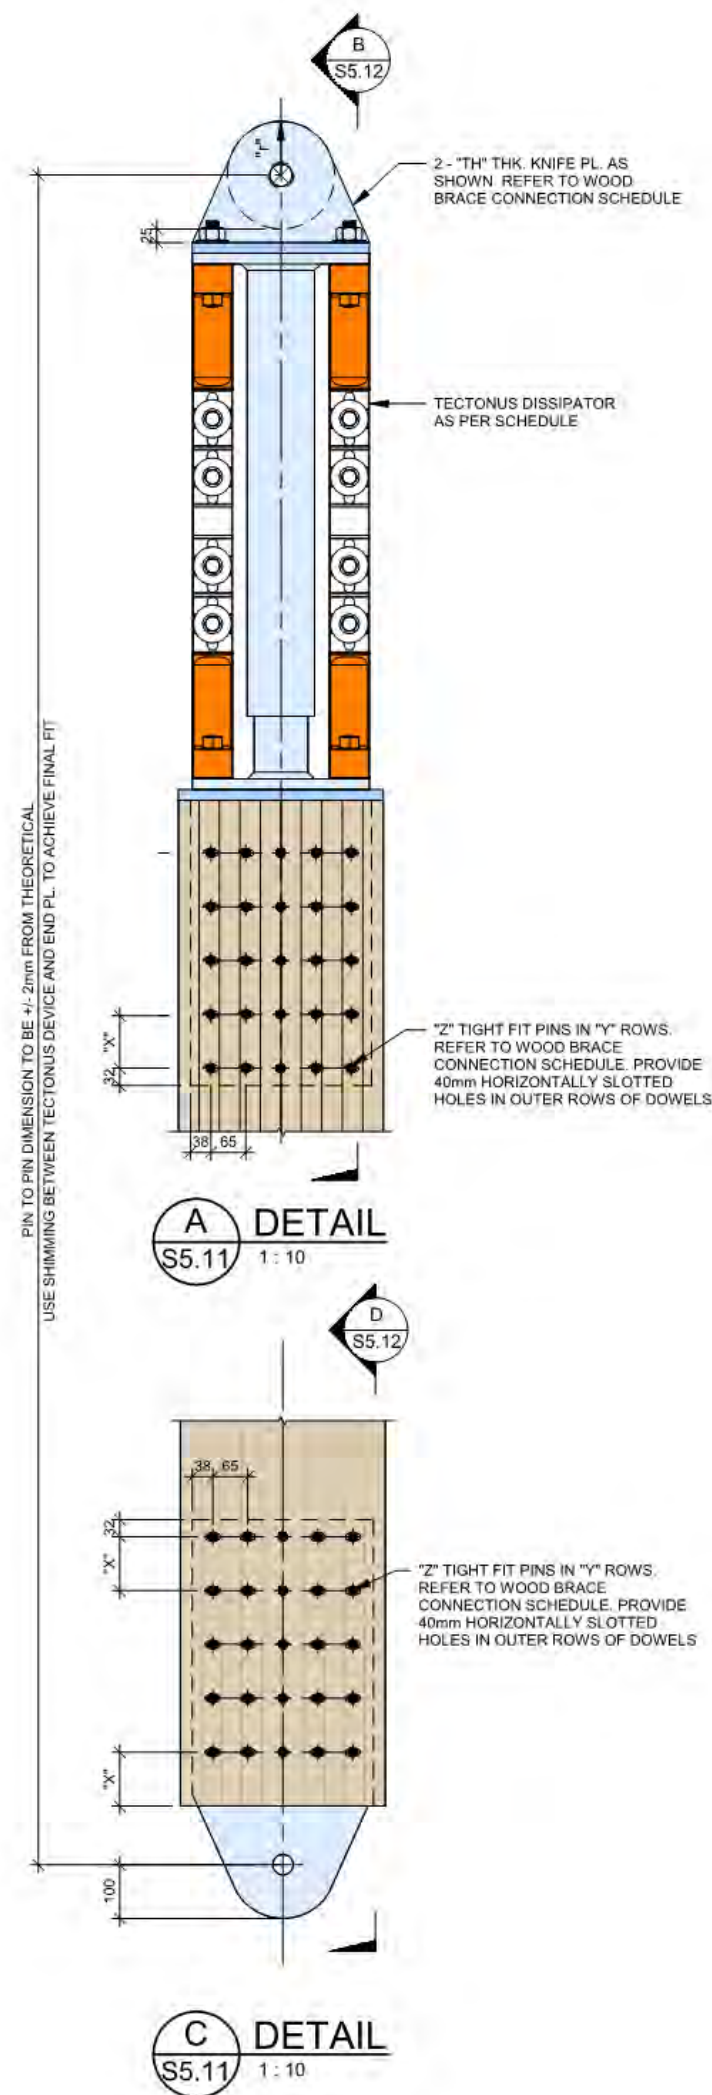 B
S5.12
"r"
2 - "TH" THK. KNIFE PL. AS
SHOWN. REFER TO WOOD
BRACE CONNECTION SCHEDULE
25
TECTONUS DISSIPATOR
AS PER SCHEDULE
PIN TO PIN DIMENSION TO BE +/- 2mm FROM THEORETICAL
USE SHIMMING BETWEEN TECTONUS DEVICE AND END PL. TO ACHIEVE FINAL FIT
"X"
32
"Z" TIGHT FIT PINS IN "Y" ROWS.
REFER TO WOOD BRACE
CONNECTION SCHEDULE. PROVIDE
40mm HORIZONTALLY SLOTTED
HOLES IN OUTER ROWS OF DOWELS
38 65
A DETAIL
S5.11 1 : 10
D
S5.12
38 65
32
"X"
"Z" TIGHT FIT PINS IN "Y" ROWS.
REFER TO WOOD BRACE
CONNECTION SCHEDULE. PROVIDE
40mm HORIZONTALLY SLOTTED
HOLES IN OUTER ROWS OF DOWELS
"X"
100
C DETAIL
S5.11 1 : 10